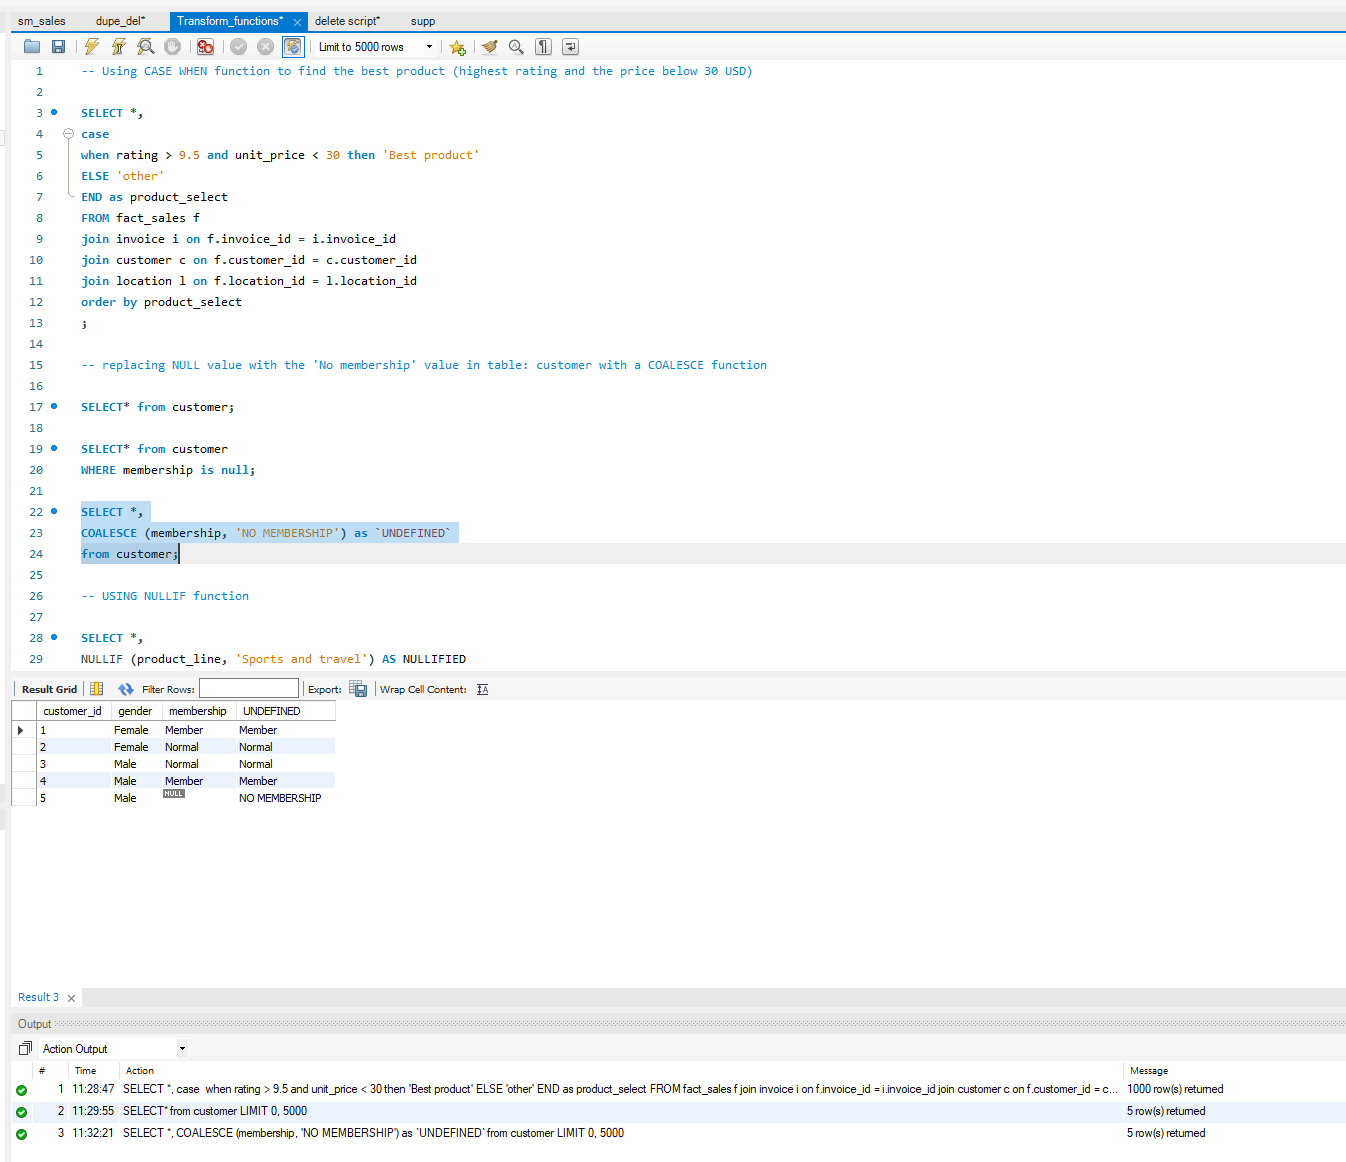 sm_sales dupe_del* Transform_functions* delete script* supp
Limit to 5000 rows
1 -- Using CASE WHEN function to find the best product (highest rating and the price below 30 USD)
2
3 SELECT *,
4 case
5 when rating > 9.5 and unit_price < 30 then 'Best product'
6 ELSE 'other'
7 END as product_select
8 FROM fact_sales f
9 join invoice i on f.invoice_id = i.invoice_id
10 join customer c on f.customer_id = c.customer_id
11 join location l on f.location_id = l.location_id
12 order by product_select
13 ;
14
15 -- replacing NULL value with the 'No membership' value in table: customer with a COALESCE function
16
17 SELECT* from customer;
18
19 SELECT* from customer
20 WHERE membership is null;
21
22 SELECT *,
23 COALESCE (membership, 'NO MEMBERSHIP') as `UNDEFINED`
24 from customer;
25
26 -- USING NULLIF function
27
28 SELECT *,
29 NULLIF (product_line, 'Sports and travel') AS NULLIFIED
Result Grid Filter Rows: Export: Wrap Cell Content: IA
customer_id gender membership UNDEFINED
1 Female Member Member
2 Female Normal Normal
3 Male Normal Normal
4 Male Member Member
5 Male NULL NO MEMBERSHIP
Result 3
Output
Action Output
# Time Action Message
1 11:28:47 SELECT *, case when rating > 9.5 and unit_price < 30 then 'Best product' ELSE 'other' END as product_select FROM fact_sales f join invoice i on f.invoice_id = i.invoice_id join customer c on f.customer_id = c... 1000 row(s) returned
2 11:29:55 SELECT* from customer LIMIT 0, 5000 5 row(s) returned
3 11:32:21 SELECT *, COALESCE (membership, 'NO MEMBERSHIP') as `UNDEFINED` from customer LIMIT 0, 5000 5 row(s) returned